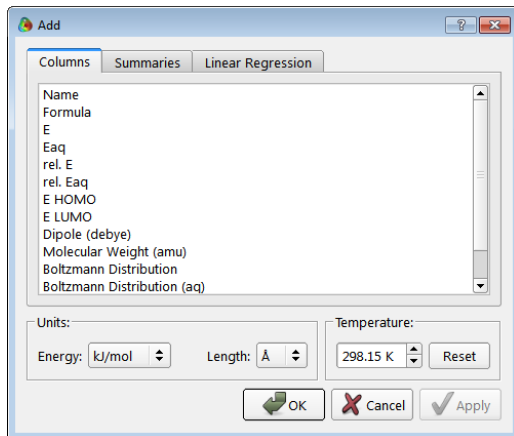 Add
Columns Summaries Linear Regression
Name
Formula
E
Eaq
rel. E
rel. Eaq
E HOMO
E LUMO
Dipole (debye)
Molecular Weight (amu)
Boltzmann Distribution
Boltzmann Distribution (aq)
Units: Temperature:
Energy: kJ/mol Length: Å 298.15 K Reset
OK Cancel Apply